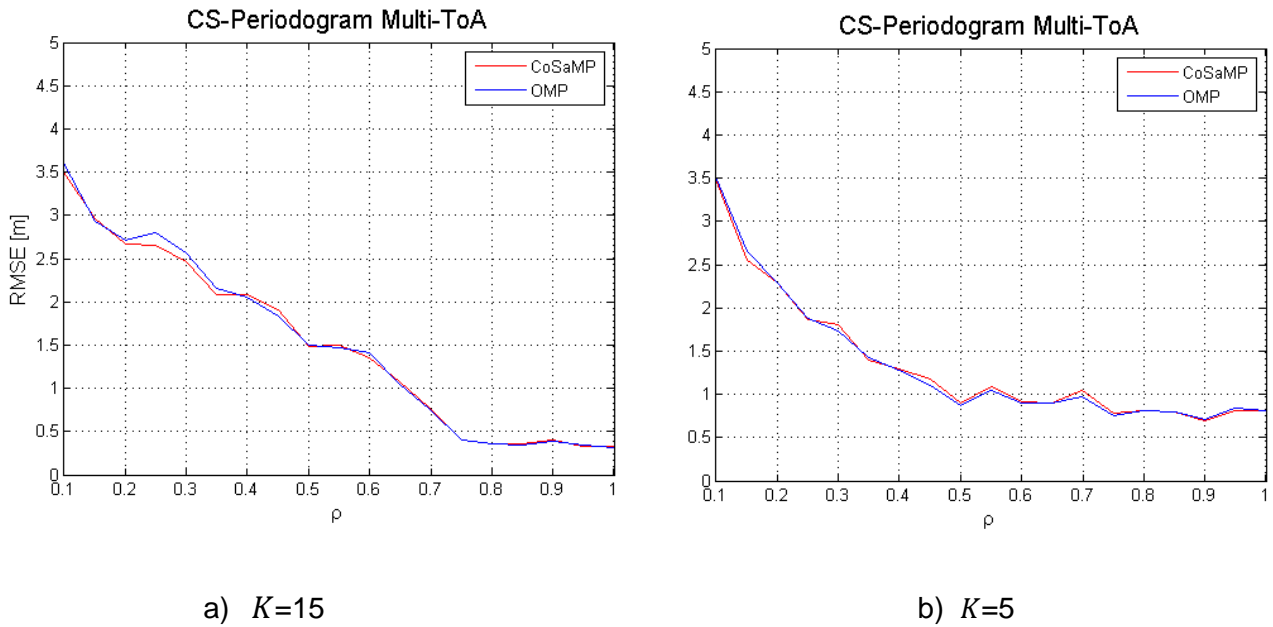 CS-Periodogram Multi-ToA
CoSaMP
OMP
RMSE [m]
5
4.5
4
3.5
3
2.5
2
1.5
1
0.5
0
0.1 0.2 0.3 0.4 0.5 0.6 0.7 0.8 0.9 1
ρ
a) K=15
CS-Periodogram Multi-ToA
CoSaMP
OMP
5
4.5
4
3.5
3
2.5
2
1.5
1
0.5
0
0.1 0.2 0.3 0.4 0.5 0.6 0.7 0.8 0.9 1
ρ
b) K=5